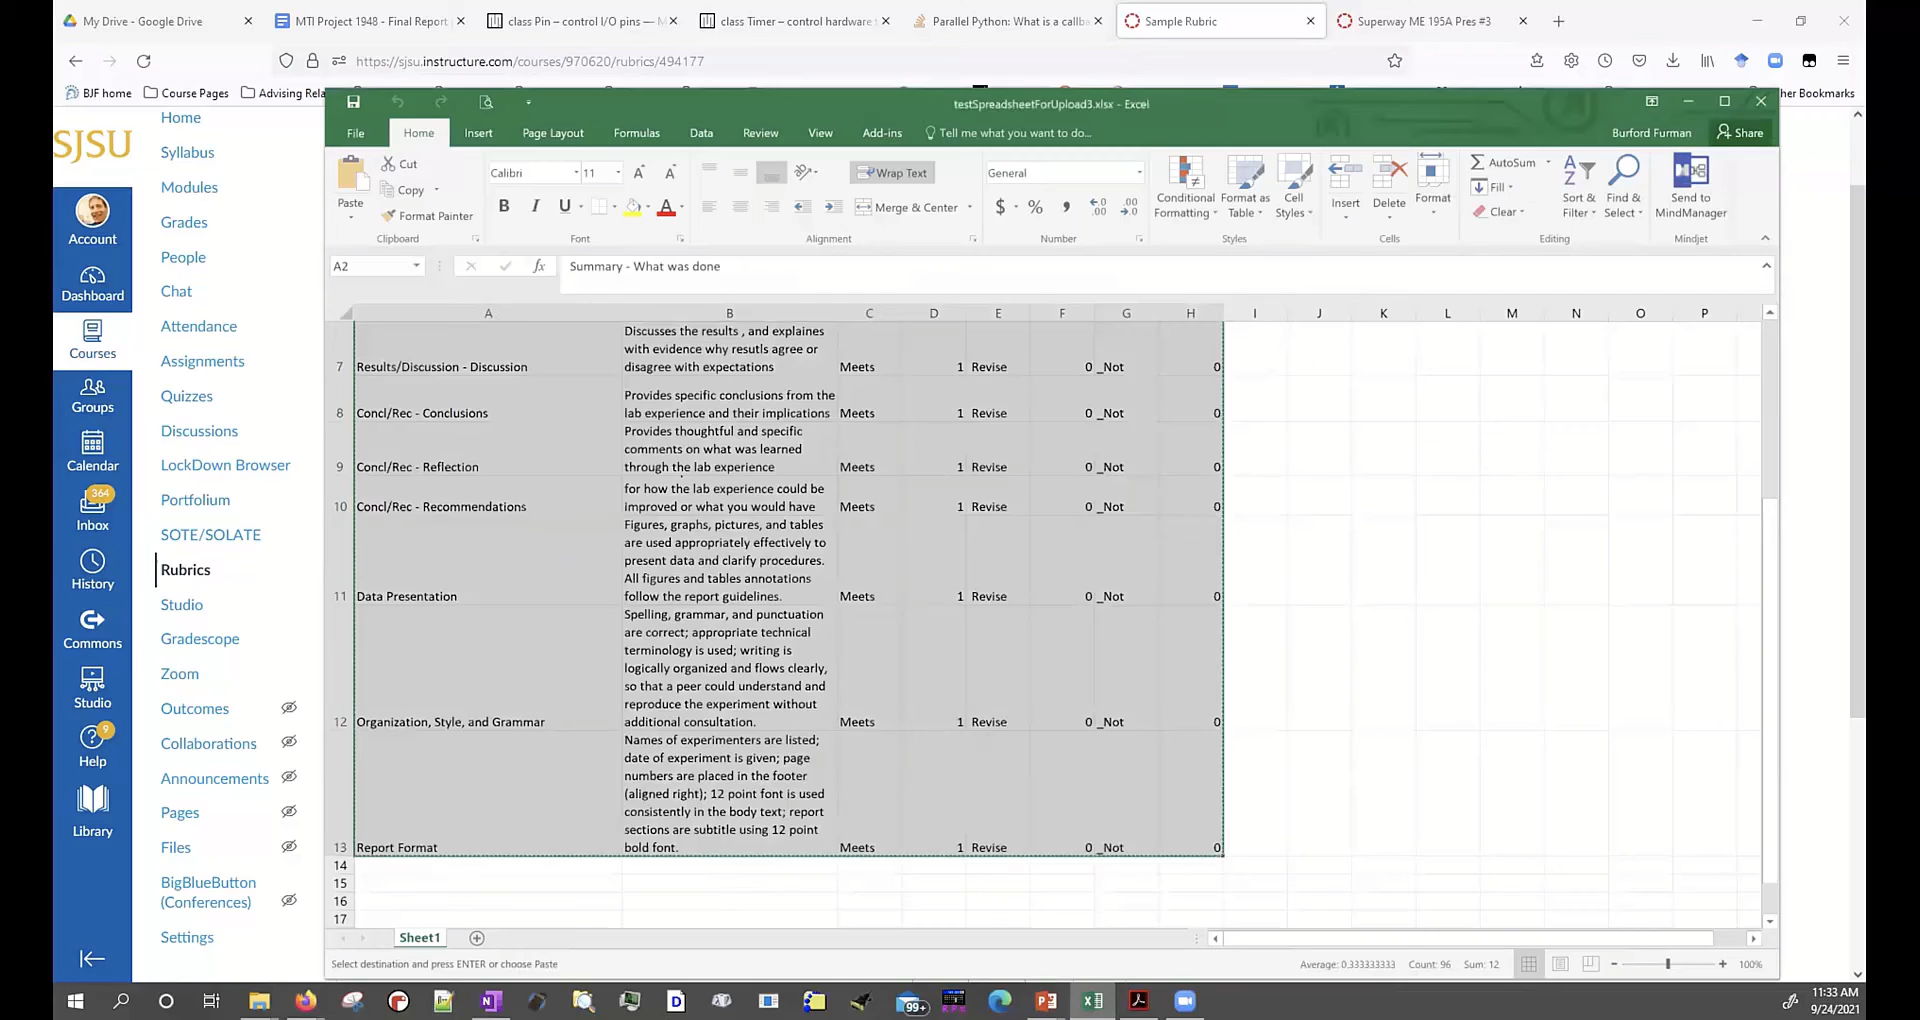 My Drive - Google Drive
MTI Project 1948 - Final Report
class Pin – control I/O pins — M
class Timer – control hardware
Parallel Python: What is a callba
Sample Rubric
Superway ME 195A Pres #3
https://sjsu.instructure.com/courses/970620/rubrics/494177
BJF home
Course Pages
Advising Rela
her Bookmarks
SJSU
Account
Dashboard
Courses
Groups
Calendar
364
Inbox
History
Commons
Studio
9
Help
Library
Home
Syllabus
Modules
Grades
People
Chat
Attendance
Assignments
Quizzes
Discussions
LockDown Browser
Portfolium
SOTE/SOLATE
Rubrics
Studio
Gradescope
Zoom
Outcomes
Collaborations
Announcements
Pages
Files
BigBlueButton
(Conferences)
Settings
testSpreadsheetForUpload3.xlsx - Excel
File Home Insert Page Layout Formulas Data Review View Add-ins Tell me what you want to do...
Burford Furman Share
Paste
Cut
Copy
Format Painter
Clipboard
Calibri 11
B I U
Font
Wrap Text
Merge & Center
Alignment
General
$ % ,
Number
Conditional
Formatting
Format as
Table
Cell
Styles
Styles
Insert Delete Format
Cells
AutoSum
Fill
Clear
Sort &
Filter
Find &
Select
Editing
Send to
MindManager
Mindjet
A2 fx Summary - What was done
A B C D E F G H I J K L M N O P
Discusses the results , and explaines
with evidence why resutls agree or
7 Results/Discussion - Discussion disagree with expectations Meets 1 Revise 0 _Not 0
Provides specific conclusions from the
8 Concl/Rec - Conclusions lab experience and their implications Meets 1 Revise 0 _Not 0
Provides thoughtful and specific
comments on what was learned
9 Concl/Rec - Reflection through the lab experience Meets 1 Revise 0 _Not 0
for how the lab experience could be
10 Concl/Rec - Recommendations improved or what you would have Meets 1 Revise 0 _Not 0
Figures, graphs, pictures, and tables
are used appropriately effectively to
present data and clarify procedures.
All figures and tables annotations
11 Data Presentation follow the report guidelines. Meets 1 Revise 0 _Not 0
Spelling, grammar, and punctuation
are correct; appropriate technical
terminology is used; writing is
logically organized and flows clearly,
so that a peer could understand and
reproduce the experiment without
12 Organization, Style, and Grammar additional consultation. Meets 1 Revise 0 _Not 0
Names of experimenters are listed;
date of experiment is given; page
numbers are placed in the footer
(aligned right); 12 point font is used
consistently in the body text; report
sections are subtitle using 12 point
13 Report Format bold font. Meets 1 Revise 0 _Not 0
14
15
16
17
Sheet1
Select destination and press ENTER or choose Paste
Average: 0.333333333 Count: 96 Sum: 12
100%
99+
11:33 AM
9/24/2021